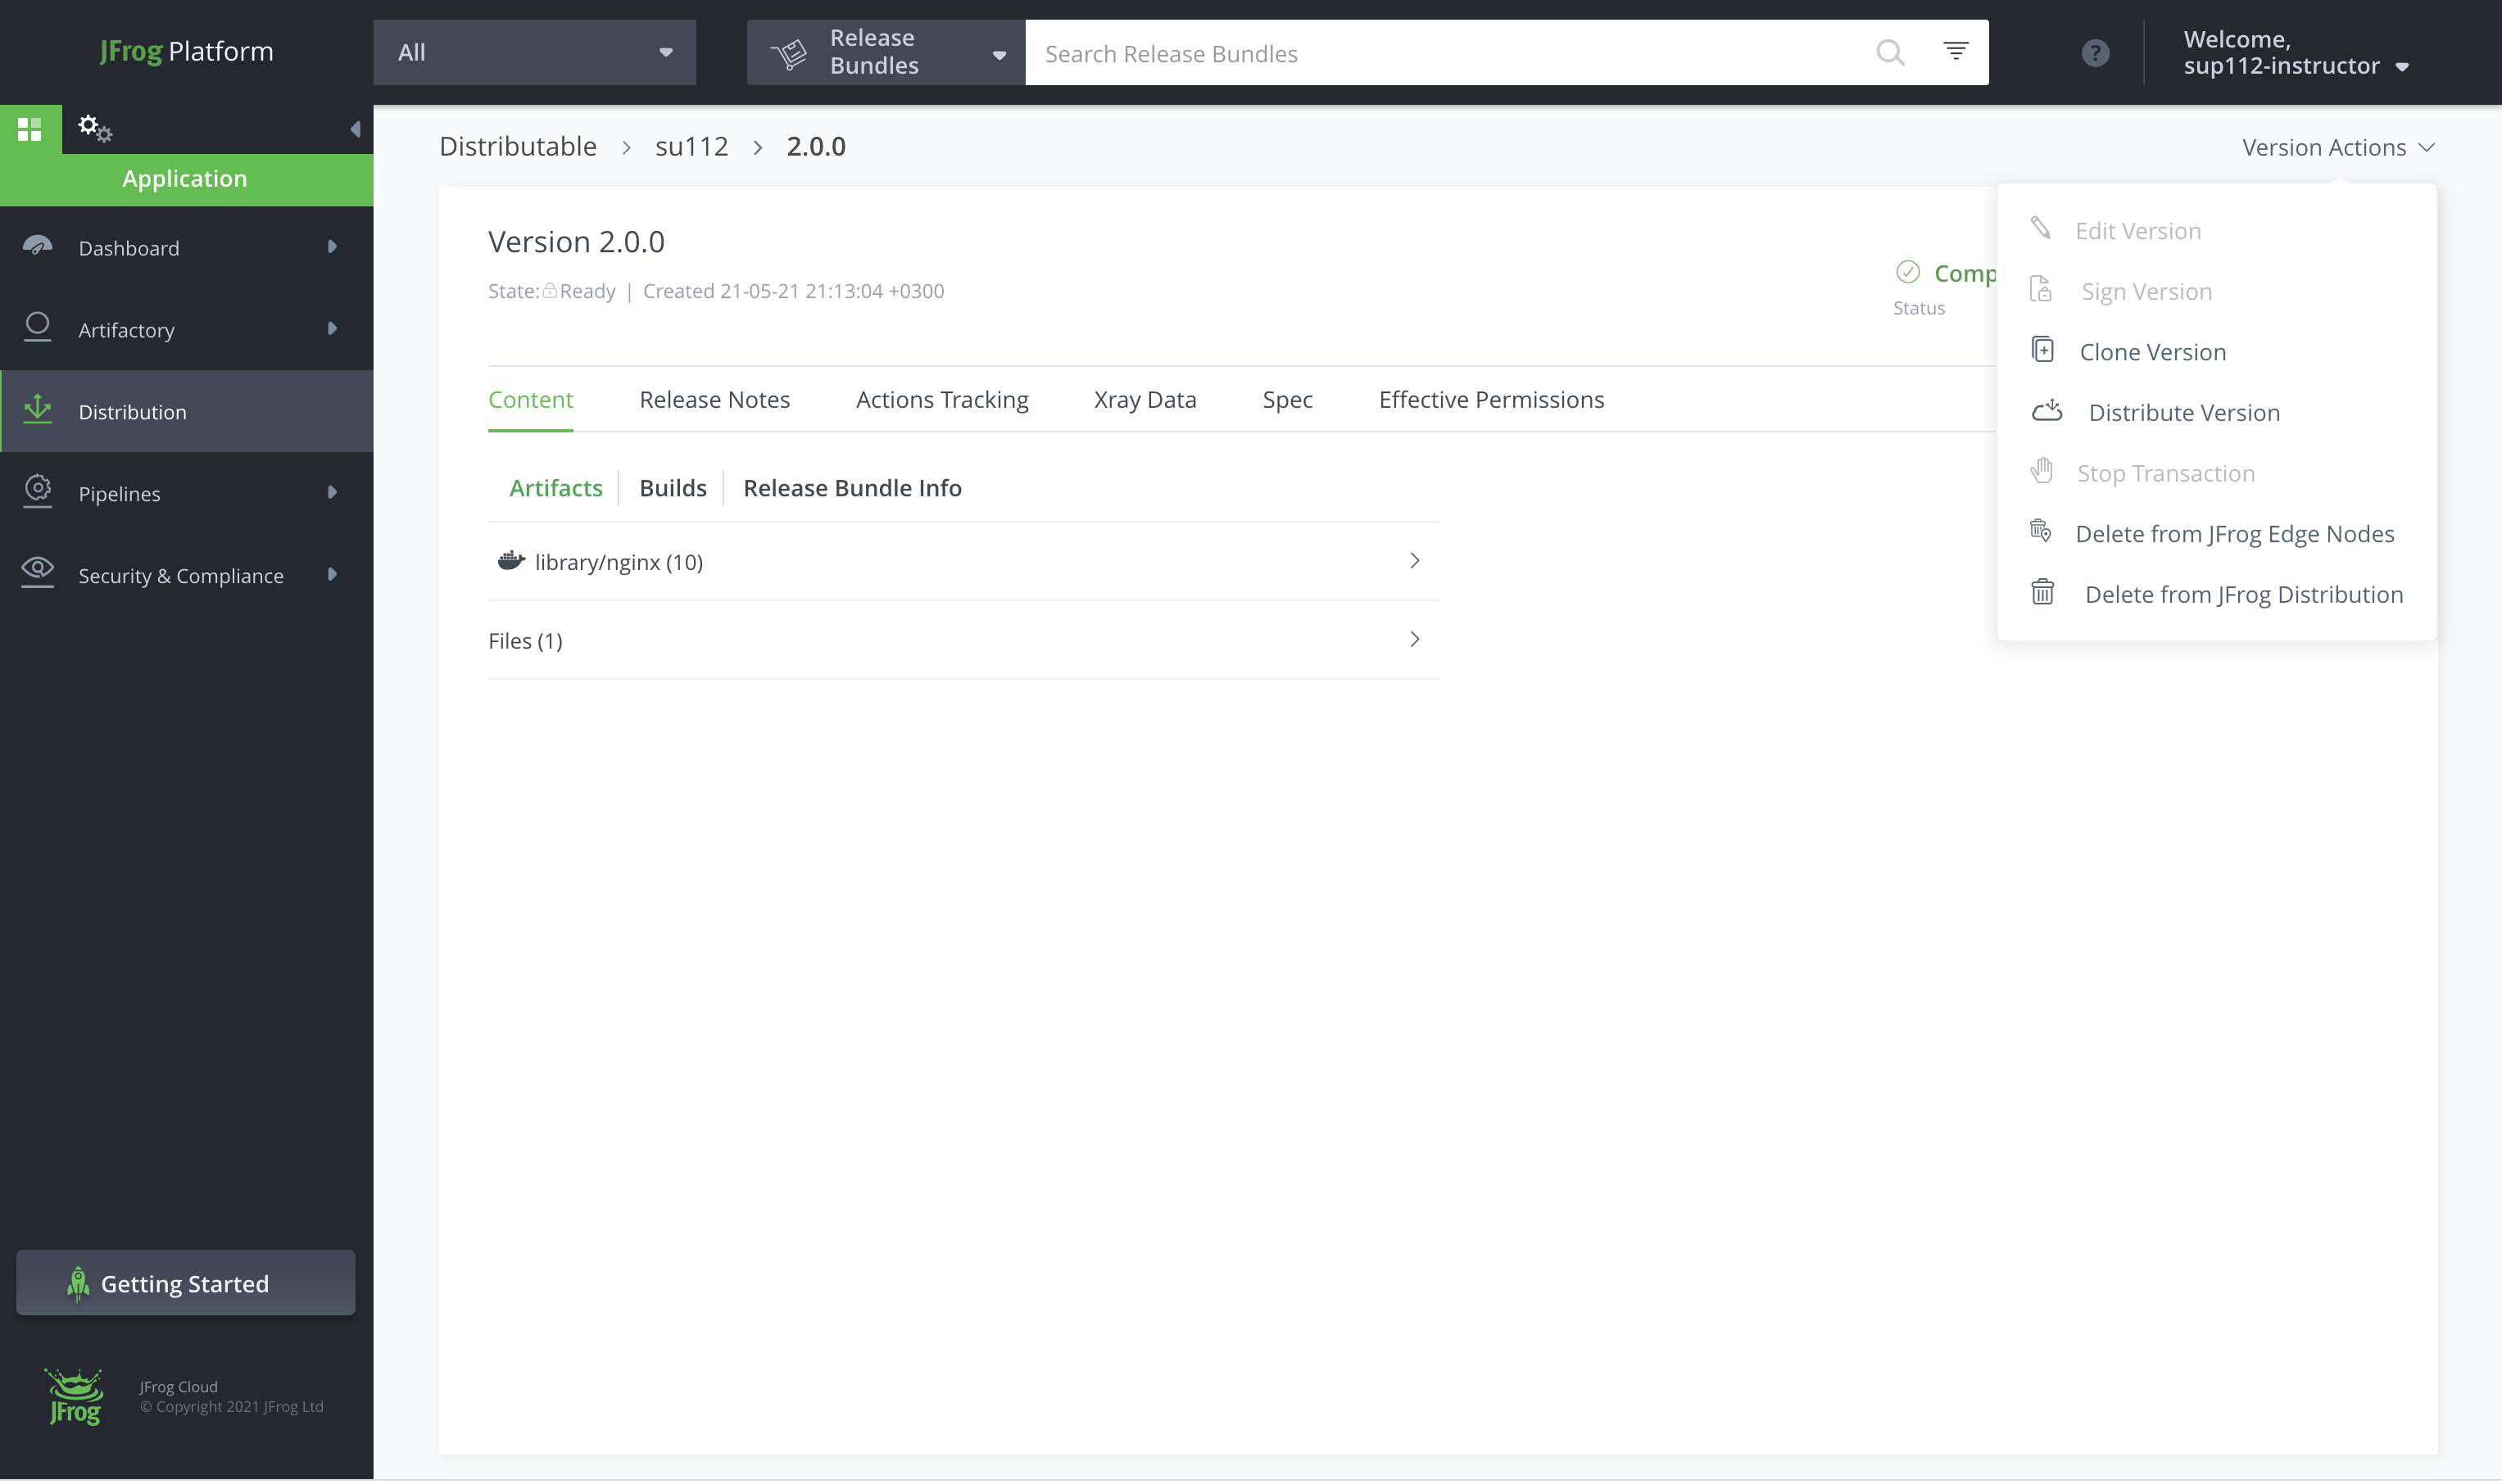 JFrog Platform
All
Release
Bundles
Search Release Bundles
?
Welcome,
sup112-instructor
Application
Dashboard
Artifactory
Distribution
Pipelines
Security & Compliance
Getting Started
JFrog
JFrog Cloud
© Copyright 2021 JFrog Ltd
Distributable > su112 > 2.0.0
Version Actions
Version 2.0.0
State: Ready | Created 21-05-21 21:13:04 +0300
Comp
Status
Content Release Notes Actions Tracking Xray Data Spec Effective Permissions
Artifacts Builds Release Bundle Info
library/nginx (10)
Files (1)
Edit Version
Sign Version
Clone Version
Distribute Version
Stop Transaction
Delete from JFrog Edge Nodes
Delete from JFrog Distribution